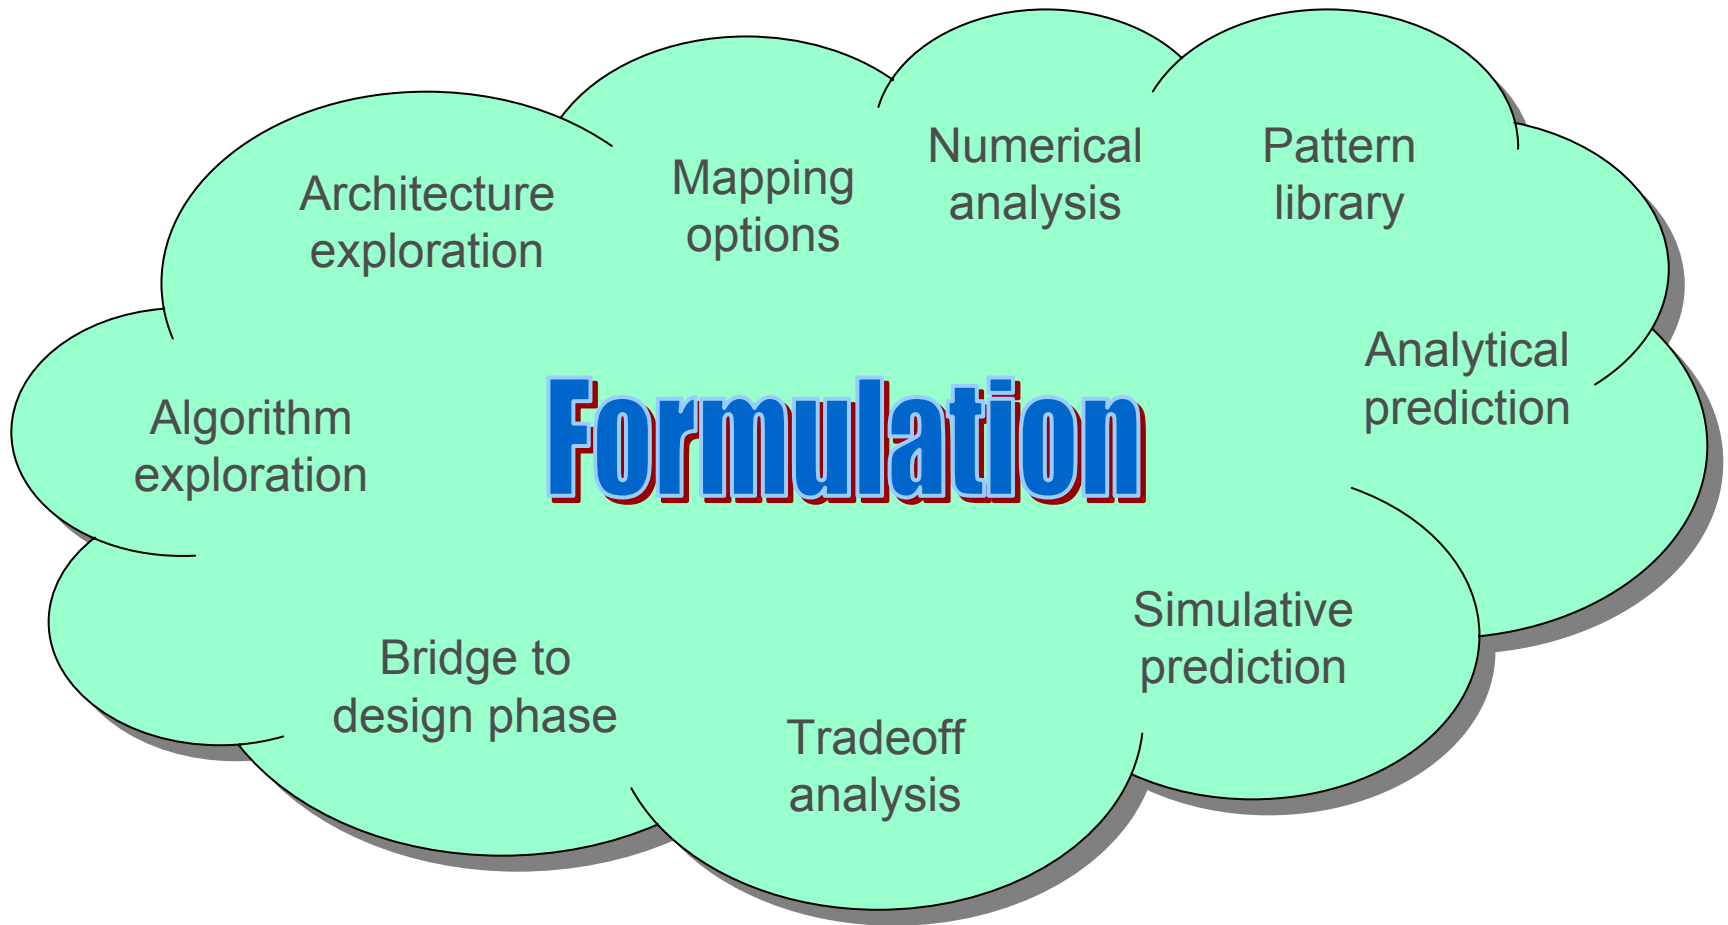 Numerical
analysis
Pattern
library
Mapping
options
Architecture
exploration
Analytical
prediction
Algorithm
exploration
Formulation
Simulative
prediction
Bridge to
design phase
Tradeoff
analysis